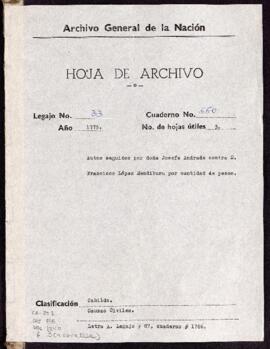 Archivo General de la Nación
HOJA DE ARCHIVO
Legajo No. 33
Cuaderno No. 660
Año 1775.
No. de hojas útiles 3.
Autos seguidos por doña Josefa Andrade contra D.
Francisco López Mendiburu por cantidad de pesos.
Clasificación
Cabildo.
Causas Civiles.
Letra A. Legajo # 87, cuaderno # 1786.